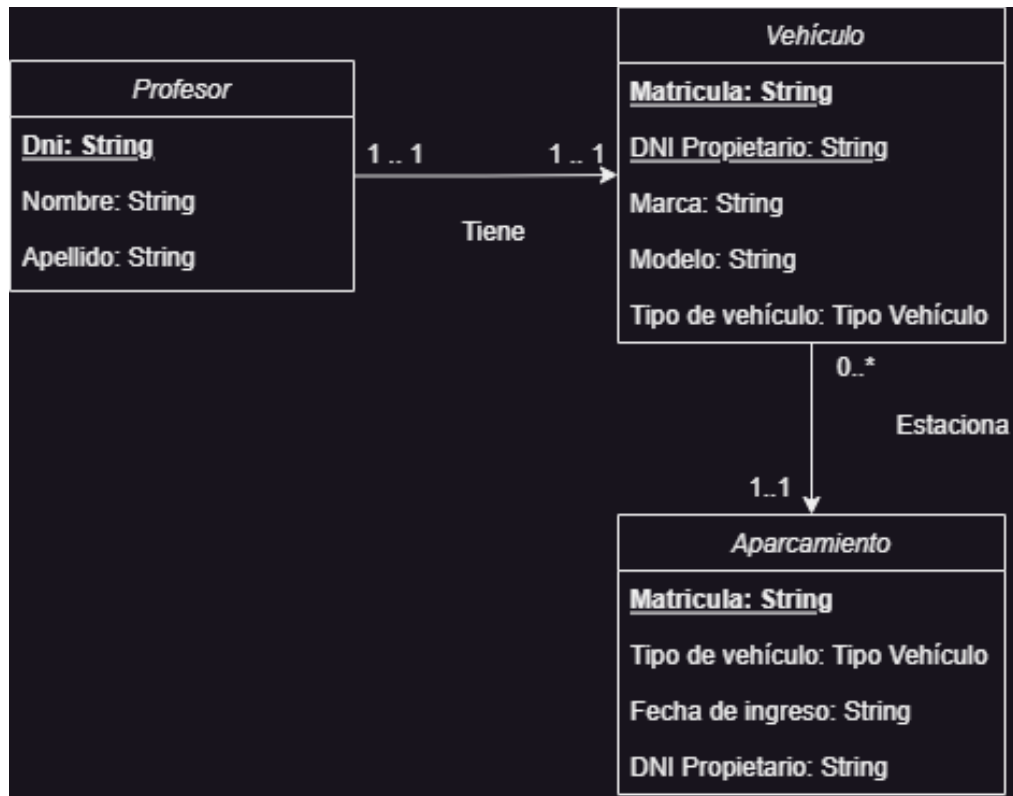 Profesor
Dni: String
Nombre: String
Apellido: String
1 .. 1
1 .. 1
Tiene
Vehículo
Matricula: String
DNI Propietario: String
Marca: String
Modelo: String
Tipo de vehículo: Tipo Vehículo
0..*
Estaciona
1..1
Aparcamiento
Matricula: String
Tipo de vehículo: Tipo Vehículo
Fecha de ingreso: String
DNI Propietario: String